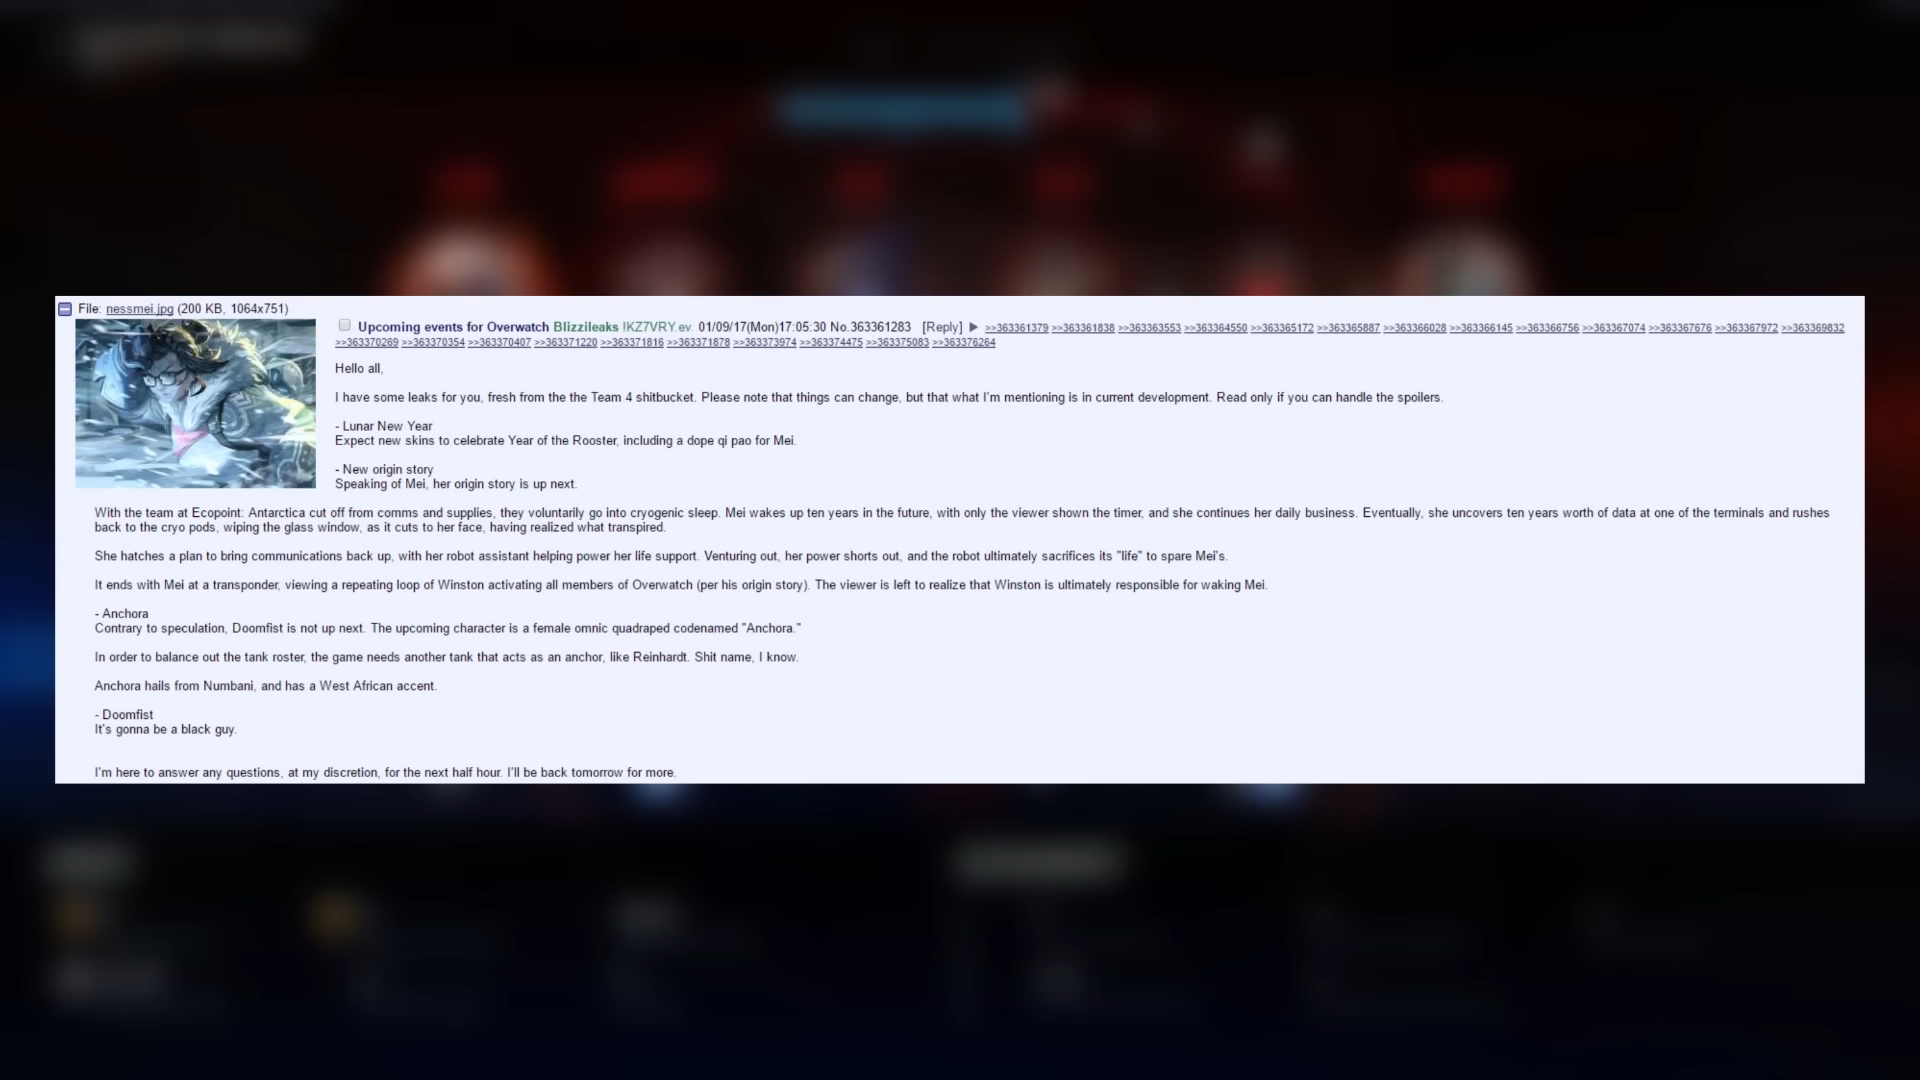 File: nessmei.jpg (200 KB, 1064x751)
Upcoming events for Overwatch Blizzileaks !KZ7VRY.ev. 01/09/17(Mon)17:05:30 No.363361283 [Reply] ▶ >>363361379 >>363361838 >>363363553 >>363364550 >>363365172 >>363365887 >>363366028 >>363366145 >>363366756 >>363367074 >>363367676 >>363367972 >>363369832
>>363370269 >>363370354 >>363370407 >>363371220 >>363371816 >>363371878 >>363373974 >>363374475 >>363375083 >>363376264
Hello all,
I have some leaks for you, fresh from the the Team 4 shitbucket. Please note that things can change, but that what I'm mentioning is in current development. Read only if you can handle the spoilers.
- Lunar New Year
Expect new skins to celebrate Year of the Rooster, including a dope qi pao for Mei.
- New origin story
Speaking of Mei, her origin story is up next.
With the team at Ecopoint: Antarctica cut off from comms and supplies, they voluntarily go into cryogenic sleep. Mei wakes up ten years in the future, with only the viewer shown the timer, and she continues her daily business. Eventually, she uncovers ten years worth of data at one of the terminals and rushes
back to the cryo pods, wiping the glass window, as it cuts to her face, having realized what transpired.
She hatches a plan to bring communications back up, with her robot assistant helping power her life support. Venturing out, her power shorts out, and the robot ultimately sacrifices its "life" to spare Mei's.
It ends with Mei at a transponder, viewing a repeating loop of Winston activating all members of Overwatch (per his origin story). The viewer is left to realize that Winston is ultimately responsible for waking Mei.
- Anchora
Contrary to speculation, Doomfist is not up next. The upcoming character is a female omnic quadraped codenamed "Anchora."
In order to balance out the tank roster, the game needs another tank that acts as an anchor, like Reinhardt. Shit name, I know.
Anchora hails from Numbani, and has a West African accent.
- Doomfist
It's gonna be a black guy.
I'm here to answer any questions, at my discretion, for the next half hour. I'll be back tomorrow for more.